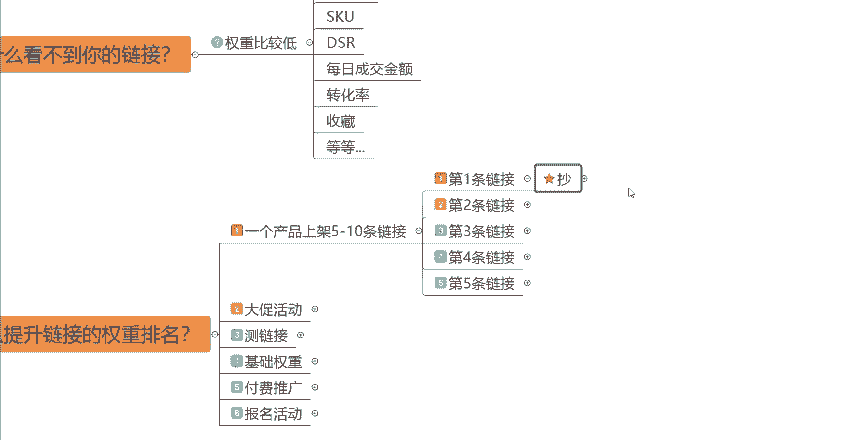 么看不到你的链接？
权重比较低
SKU
DSR
每日成交金额
转化率
收藏
等等...
提升链接的权重排名？
1 一个产品上架5-10条链接
第1条链接
抄
2 第2条链接
3 第3条链接
第4条链接
5 第5条链接
2 大促活动
3 测链接
基础权重
5 付费推广
6 报名活动